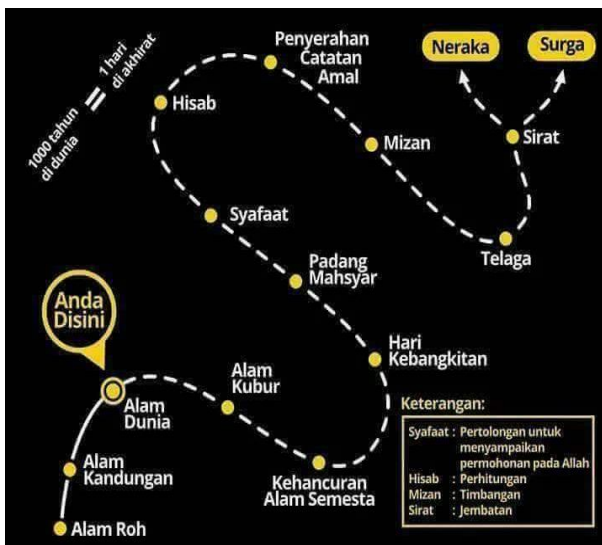 1000 tahun
di dunia
=
1 hari
di akhirat
Penyerahan
Catatan
Amal
Neraka
Surga
Hisab
Mizan
Sirat
Syafaat
Telaga
Padang
Mahsyar
Anda
Disini
Hari
Kebangkitan
Alam
Kubur
Alam
Dunia
Alam
Kandungan
Kehancuran
Alam Semesta
Alam Roh
Keterangan:
Syafaat : Pertolongan untuk
menyampaikan
permohonan pada Allah
Hisab : Perhitungan
Mizan : Timbangan
Sirat : Jembatan